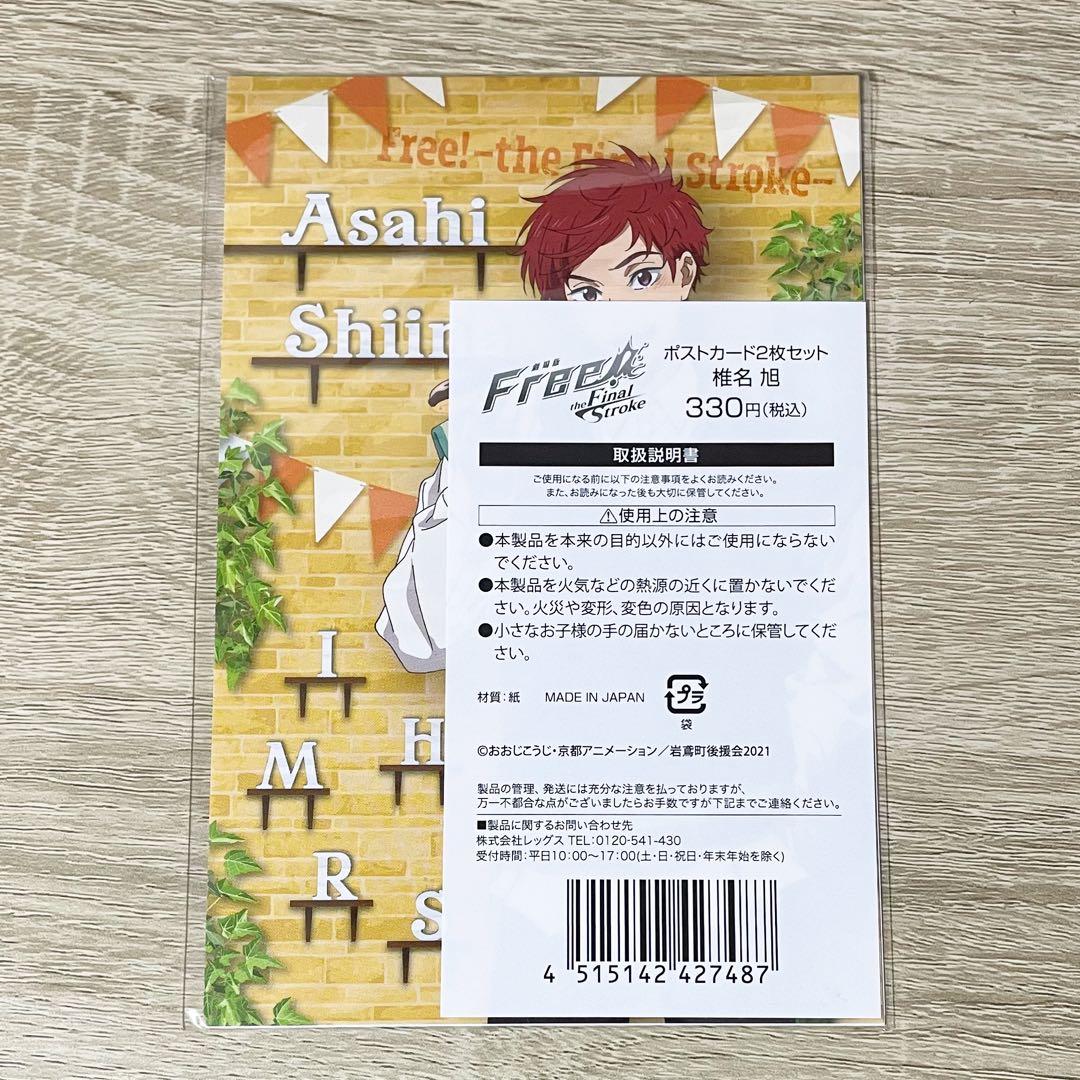 Free!-the Final Stroke-
Asahi
Shiin
劇場版
Free!
the Final
Stroke
ポストカード2枚セット
椎名 旭
330円(税込)
取扱説明書
ご使用になる前に以下の注意事項をよくお読みください。
また、お読みになった後も大切に保管してください。
⚠使用上の注意
●本製品を本来の目的以外にはご使用にならない
でください。
●本製品を火気などの熱源の近くに置かないでくだ
さい。火災や変形、変色の原因となります。
●小さなお子様の手の届かないところに保管してくだ
さい。
材質:紙 MADE IN JAPAN
プラ
袋
©おおじこうじ・京都アニメーション/岩鳶町後援会2021
製品の管理、発送には充分な注意を払っておりますが、
万一不都合な点がございましたらお手数ですが下記までご連絡ください。
■製品に関するお問い合わせ先
株式会社レッグス TEL:0120-541-430
受付時間:平日10:00〜17:00(土・日・祝日・年末年始を除く)
4 515142 427487
I
H
M
R
S